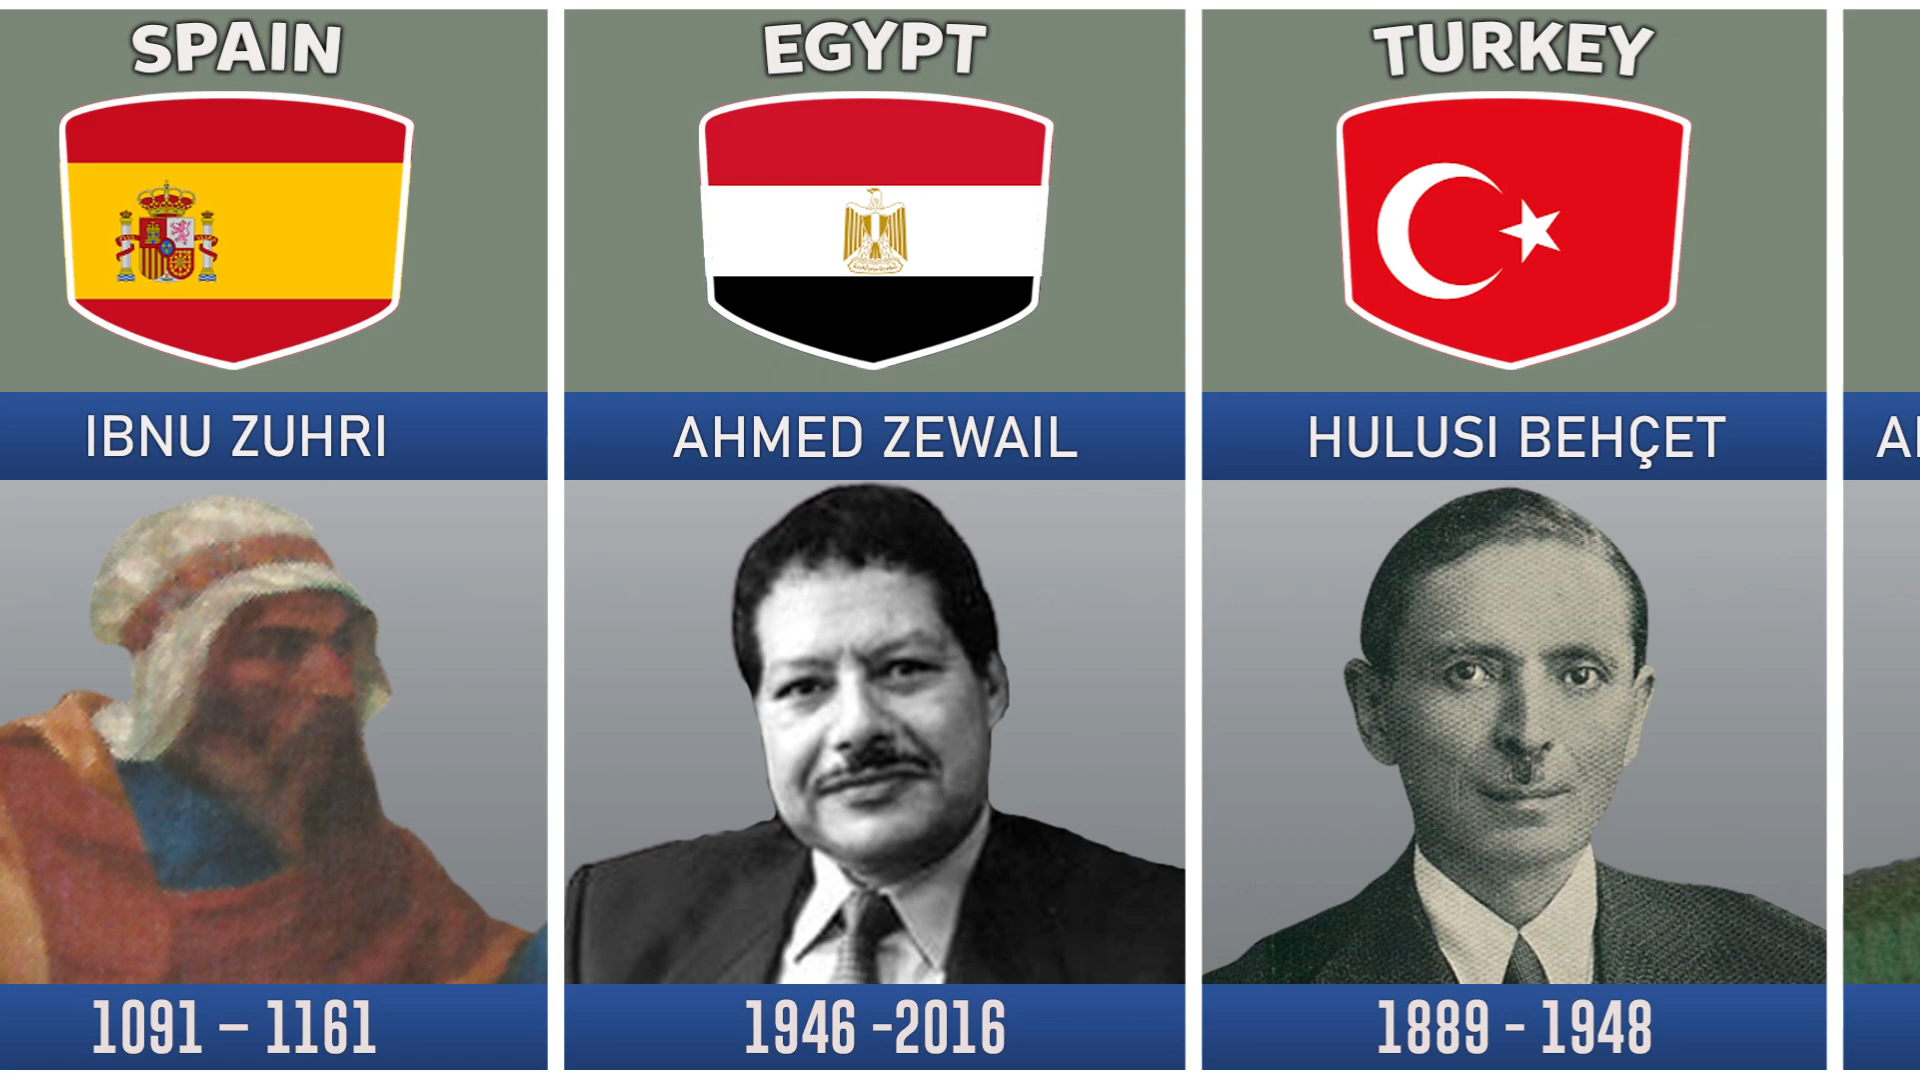 SPAIN
IBNU ZUHRI
1091 – 1161
EGYPT
AHMED ZEWAIL
1946 -2016
TURKEY
HULUSI BEHÇET
1889 - 1948